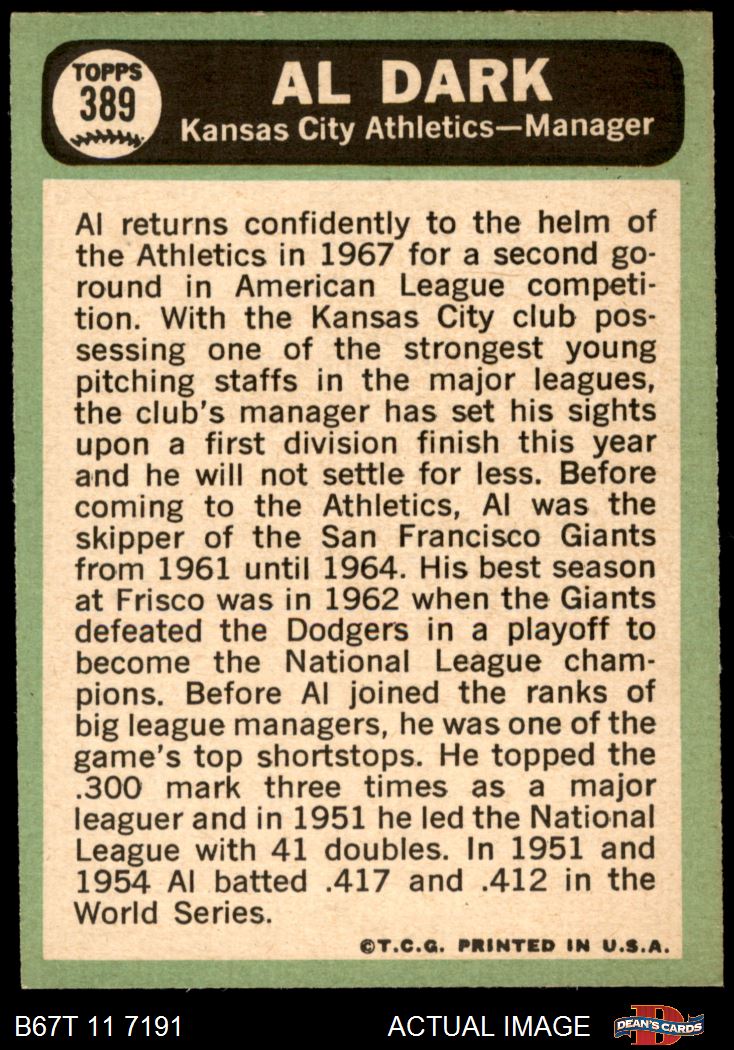 TOPPS
389
AL DARK
Kansas City Athletics—Manager
Al returns confidently to the helm of
the Athletics in 1967 for a second go-
round in American League competi-
tion. With the Kansas City club pos-
sessing one of the strongest young
pitching staffs in the major leagues,
the club's manager has set his sights
upon a first division finish this year
and he will not settle for less. Before
coming to the Athletics, Al was the
skipper of the San Francisco Giants
from 1961 until 1964. His best season
at Frisco was in 1962 when the Giants
defeated the Dodgers in a playoff to
become the National League cham-
pions. Before Al joined the ranks of
big league managers, he was one of the
game's top shortstops. He topped the
.300 mark three times as a major
leaguer and in 1951 he led the National
League with 41 doubles. In 1951 and
1954 Al batted .417 and .412 in the
World Series.
©T.C.G. PRINTED IN U.S.A.
B67T 11 7191
ACTUAL IMAGE
D
DEAN'S CARDS